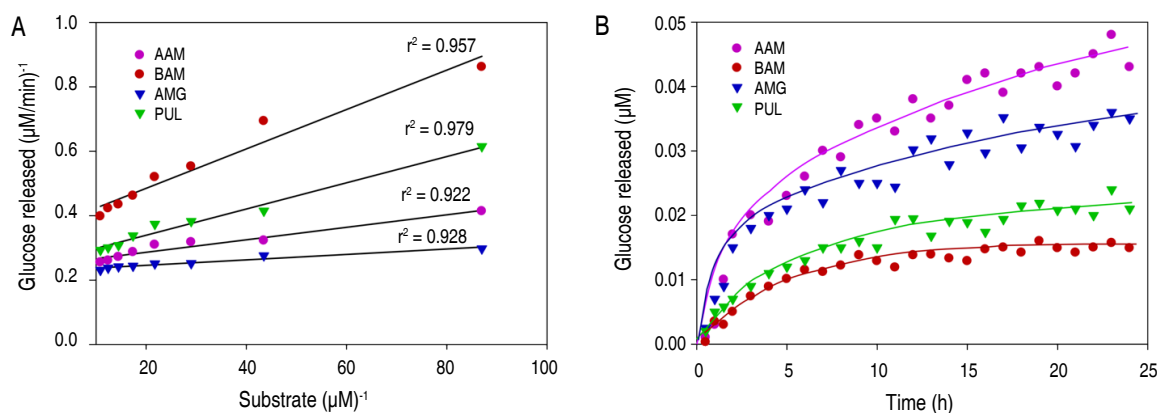 A
Glucose released (µM/min)⁻¹
1.0
0.8
0.6
0.4
0.2
0.0
AAM
BAM
AMG
PUL
r² = 0.957
r² = 0.979
r² = 0.922
r² = 0.928
20
40
60
80
100
Substrate (µM)⁻¹
B
Glucose released (µM)
0.05
0.04
0.03
0.02
0.01
0.00
AAM
BAM
AMG
PUL
0
5
10
15
20
25
Time (h)